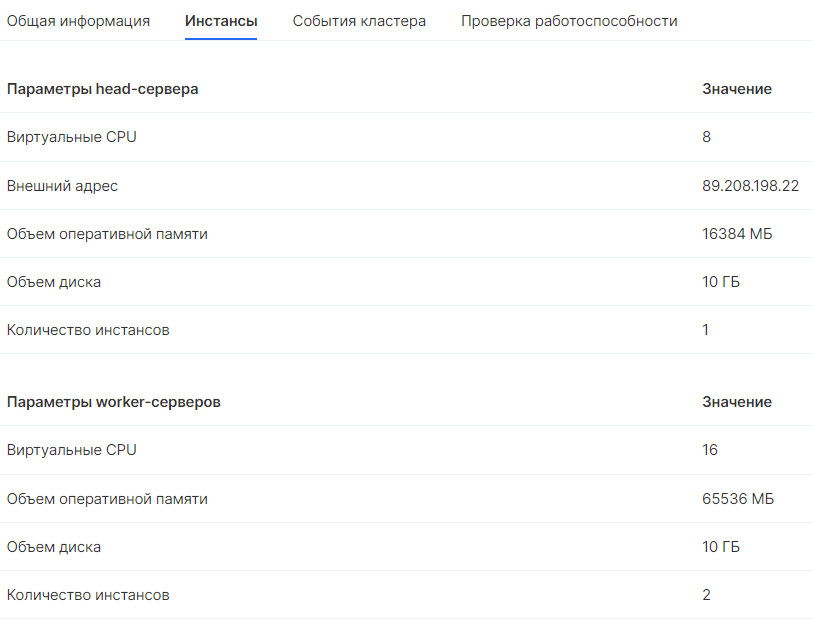 Общая информация Инстансы События кластера Проверка работоспособности
Параметры head-сервера Значение
Виртуальные CPU 8
Внешний адрес 89.208.198.22
Объем оперативной памяти 16384 МБ
Объем диска 10 ГБ
Количество инстансов 1
Параметры worker-серверов Значение
Виртуальные CPU 16
Объем оперативной памяти 65536 МБ
Объем диска 10 ГБ
Количество инстансов 2